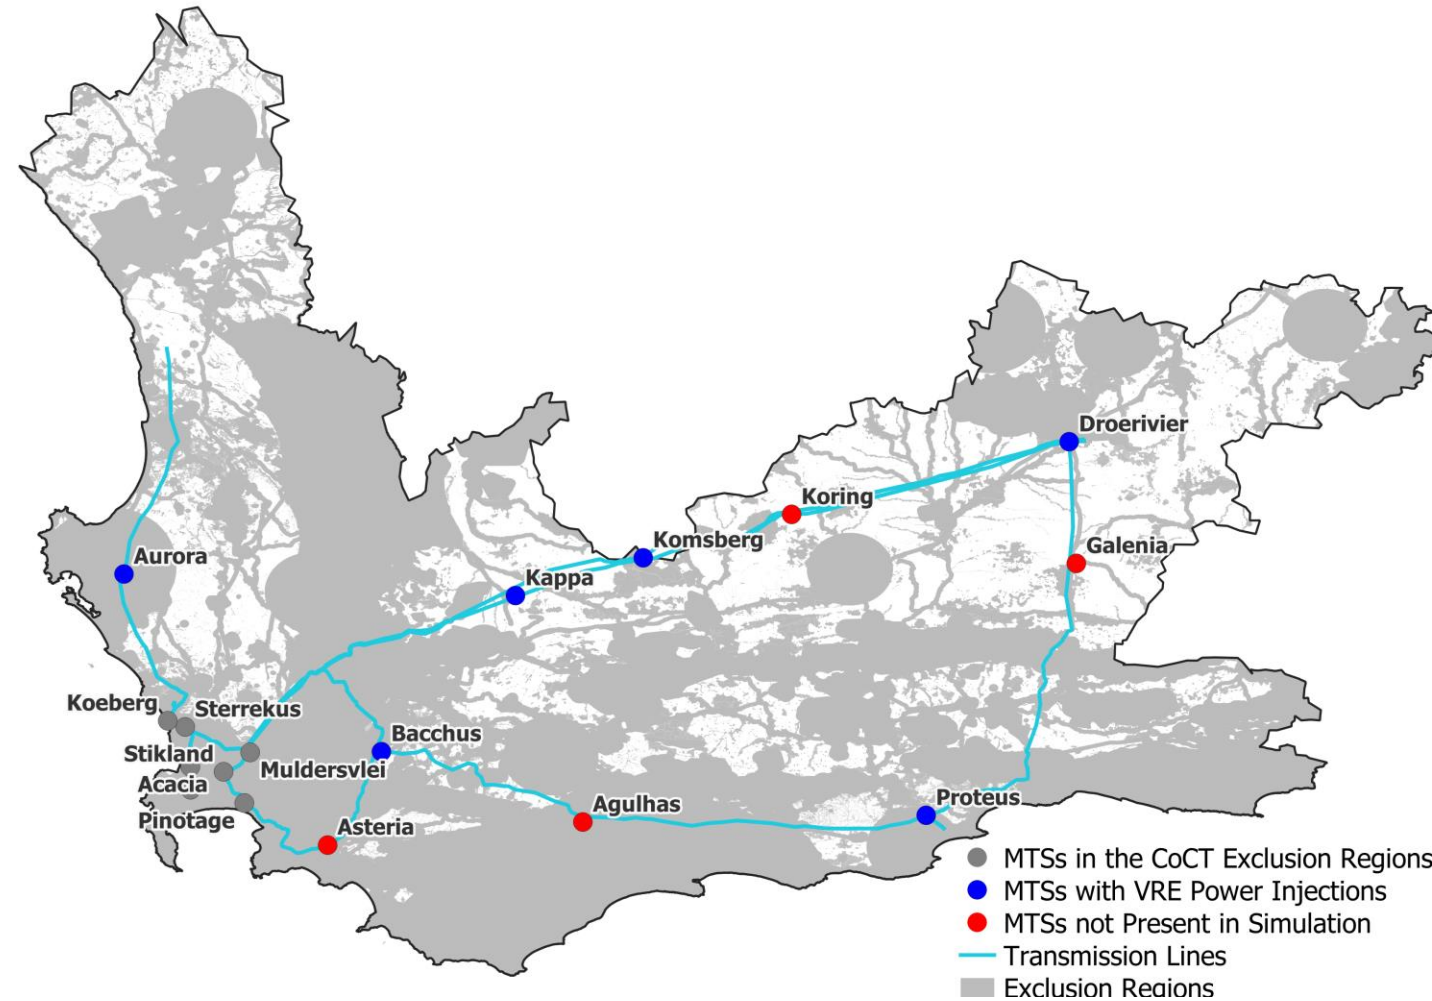 Droerivier
Koring
Komsberg
Galenia
Aurora
Kappa
Koeberg
Sterrekus
Bacchus
Stikland
Muldersvlei
Acacia
Pinotage
Asteria
Agulhas
Proteus
MTSs in the CoCT Exclusion Regions
MTSs with VRE Power Injections
MTSs not Present in Simulation
Transmission Lines
Exclusion Regions